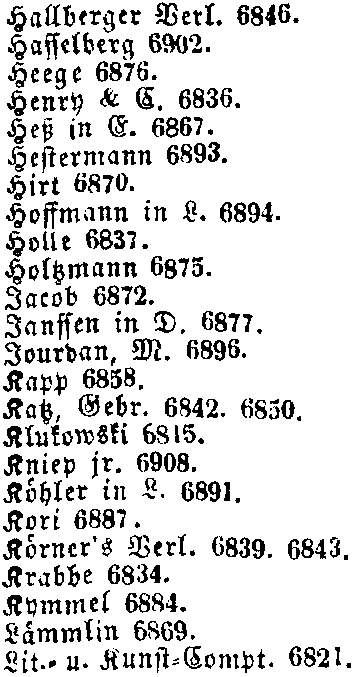 Hallberger Verl. 6846.
Hasselberg 6902.
Heege 6876.
Henry & C. 6836.
Heß in E. 6867.
Hestermann 6893.
Hirt 6870.
Hoffmann in L. 6894.
Holle 6837.
Holtzmann 6875.
Jacob 6872.
Janssen in D. 6877.
Jourdan, M. 6896.
Kapp 6858.
Katz, Gebr. 6842. 6850.
Klukowski 6815.
Kniep jr. 6908.
Köhler in L. 6891.
Kori 6887.
Körner's Verl. 6839. 6843.
Krabbe 6834.
Kymmel 6884.
Lämmlin 6869.
Lit.- u. Kunst-Compt. 6821.